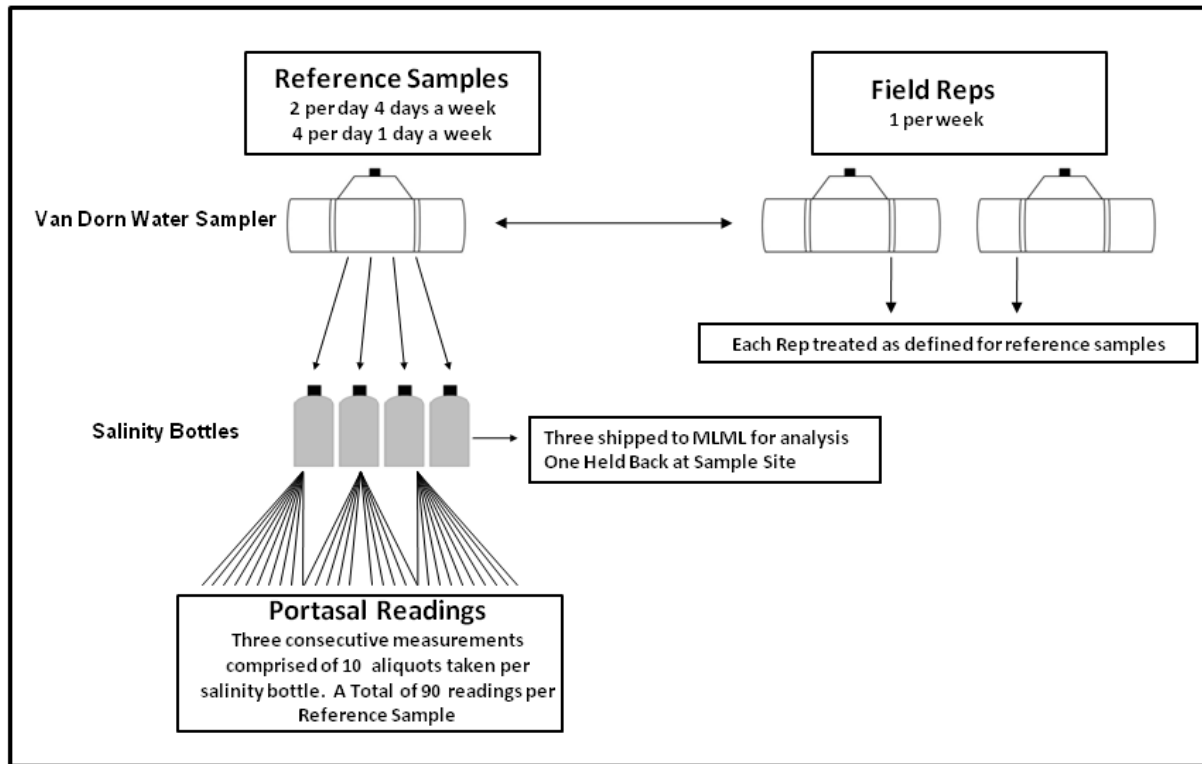 Reference Samples
2 per day 4 days a week
4 per day 1 day a week
Field Reps
1 per week
Van Dorn Water Sampler
Each Rep treated as defined for reference samples
Salinity Bottles
Three shipped to MLML for analysis
One Held Back at Sample Site
Portasal Readings
Three consecutive measurements
comprised of 10 aliquots taken per
salinity bottle. A Total of 90 readings per
Reference Sample